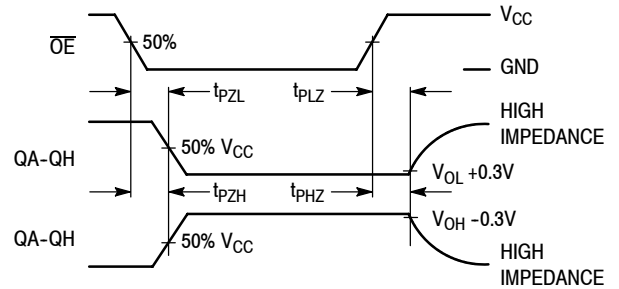 V_CC
OE
50%
GND
t_PZL
t_PLZ
HIGH
IMPEDANCE
QA-QH
50% V_CC
V_OL +0.3V
t_PZH
t_PHZ
V_OH -0.3V
QA-QH
50% V_CC
HIGH
IMPEDANCE